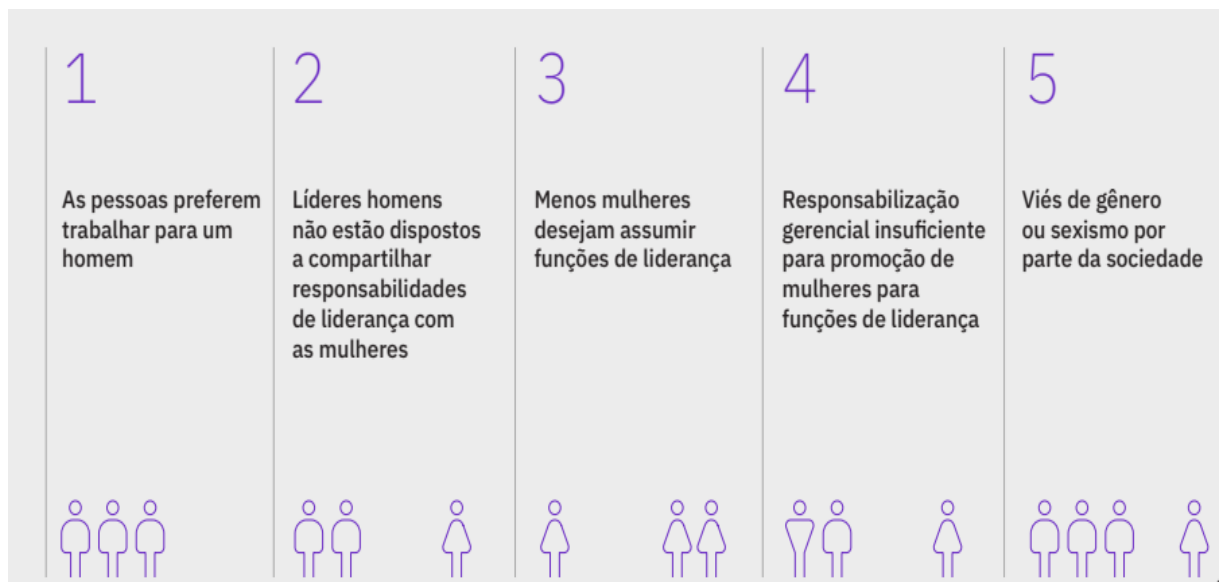 1
As pessoas preferem
trabalhar para um
homem
2
Líderes homens
não estão dispostos
a compartilhar
responsabilidades
de liderança com
as mulheres
3
Menos mulheres
desejam assumir
funções de liderança
4
Responsabilização
gerencial insuficiente
para promoção de
mulheres para
funções de liderança
5
Viés de gênero
ou sexismo por
parte da sociedade